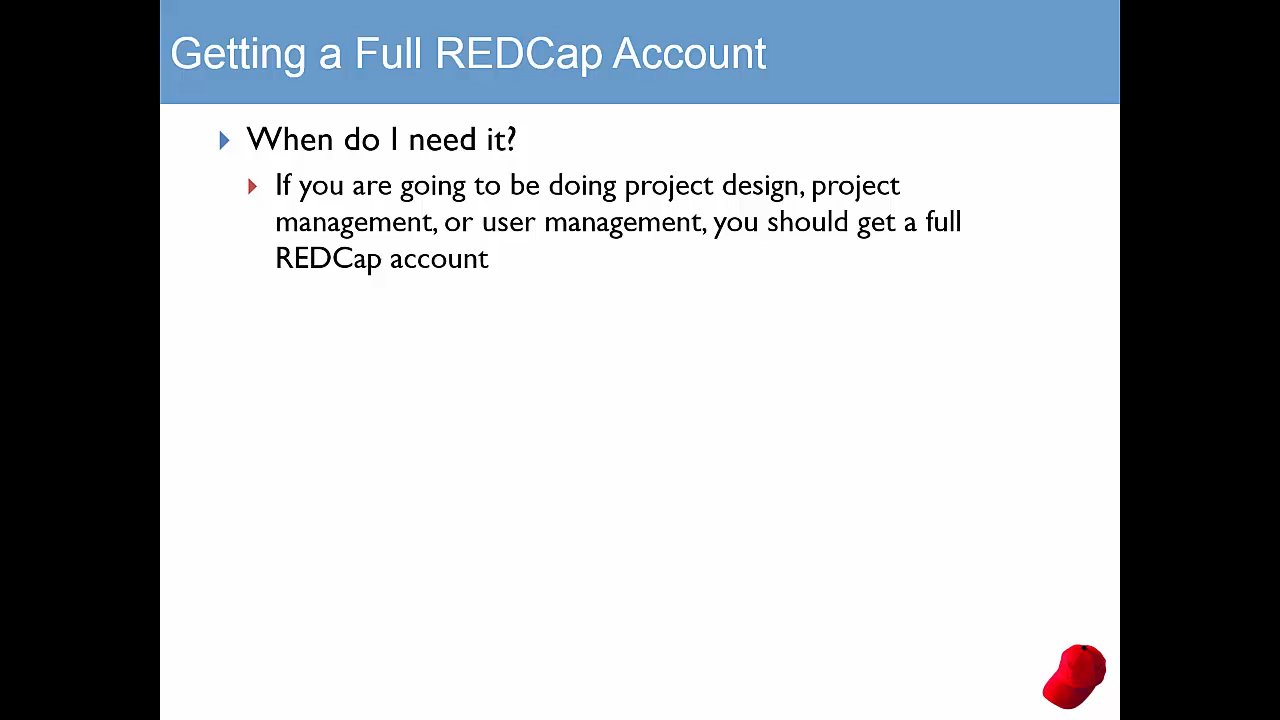 Getting a Full REDCap Account
When do I need it?
If you are going to be doing project design, project
management, or user management, you should get a full
REDCap account